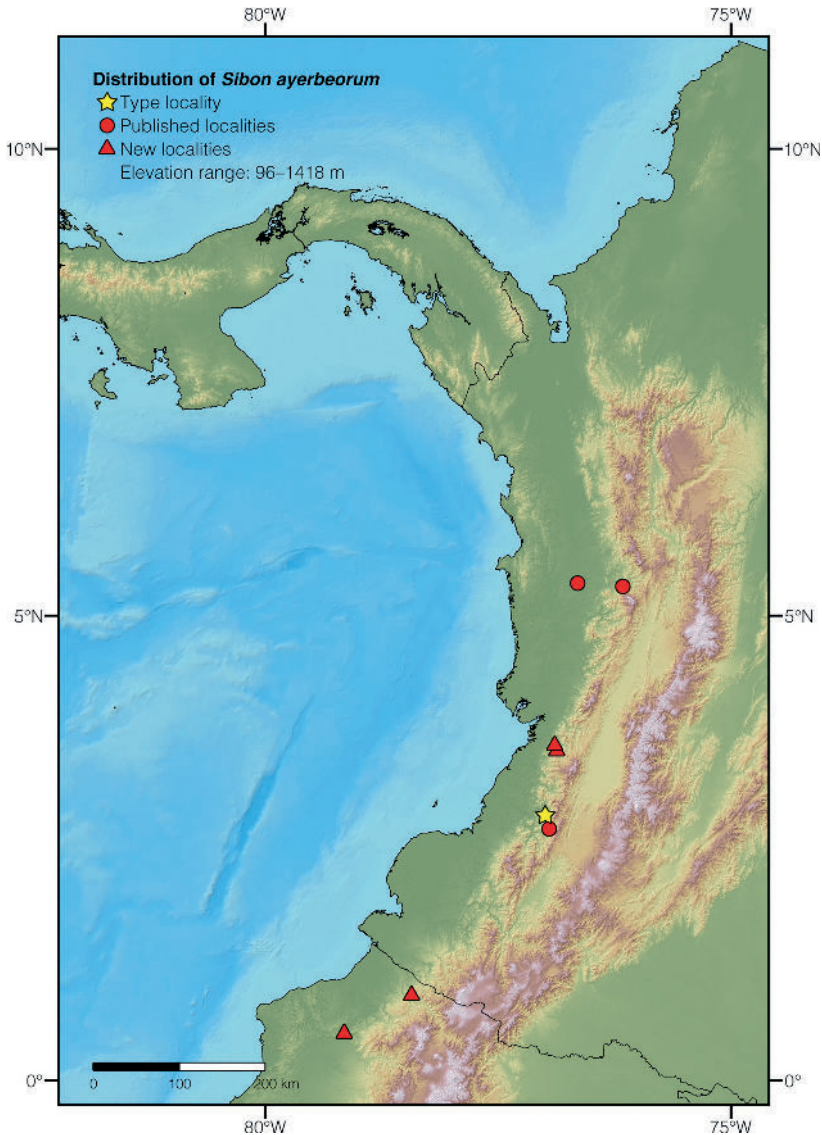 80°W 75°W
Distribution of Sibon ayerbeorum
Type locality
Published localities
New localities
Elevation range: 96–1418 m
10°N 10°N
5°N 5°N
0 100 200 km
0° 0°
80°W 75°W